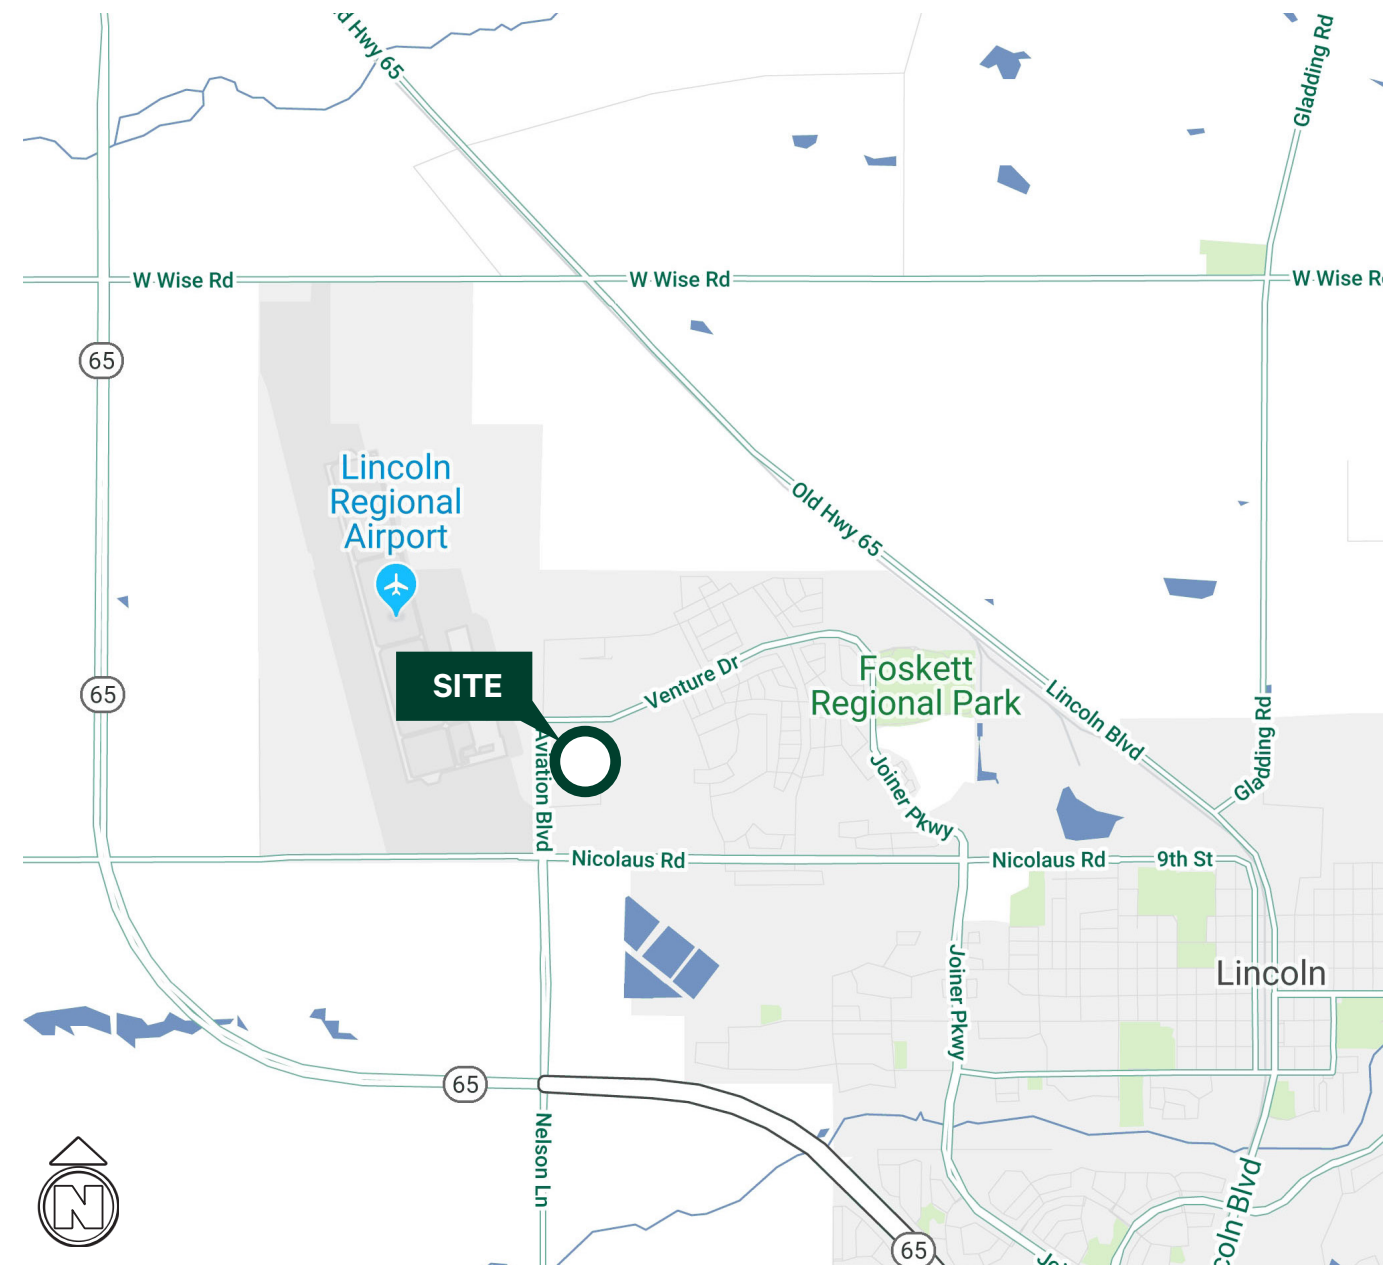 d Hwy 65
Gladding Rd
W Wise Rd
W Wise Rd
W Wise R
65
Lincoln
Regional
Airport
Old Hwy 65
65
SITE
Venture Dr
Foskett
Regional Park
Lincoln Blvd
Gladding Rd
Aviation Blvd
Joiner Pkwy
Nicolaus Rd
Nicolaus Rd
9th St
Joiner Pkwy
Lincoln
65
Nelson Ln
N
65
coln Blvd